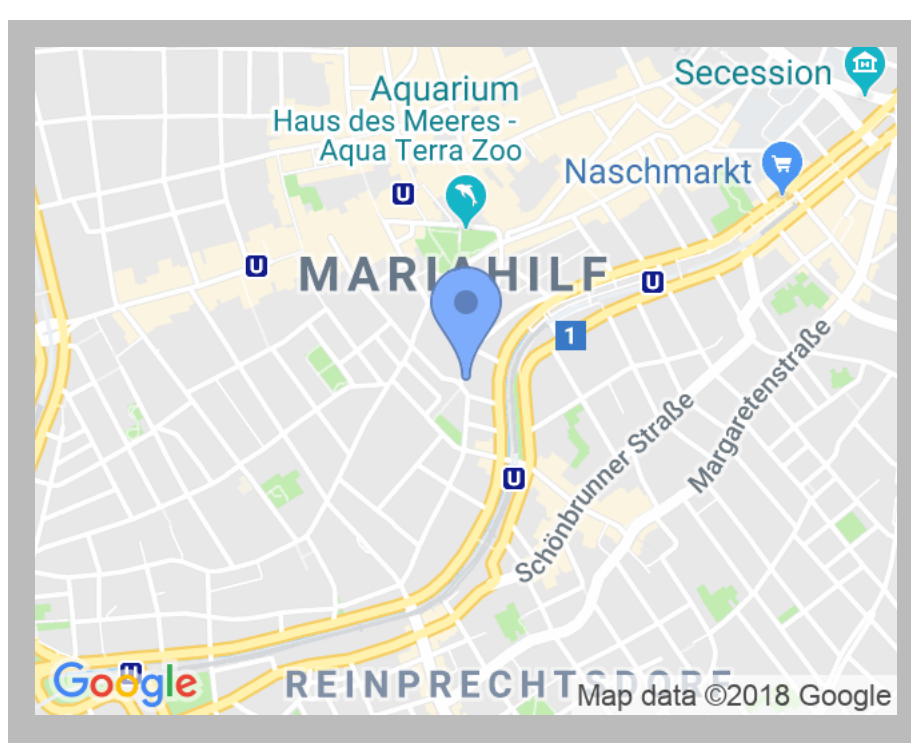 Secession
Aquarium
Haus des Meeres -
Aqua Terra Zoo
Naschmarkt
U
U
MARIAHILF
U
1
Margaretenstraße
Schönbrunner Straße
U
U
Google
REINPRECHTSDORF
Map data ©2018 Google